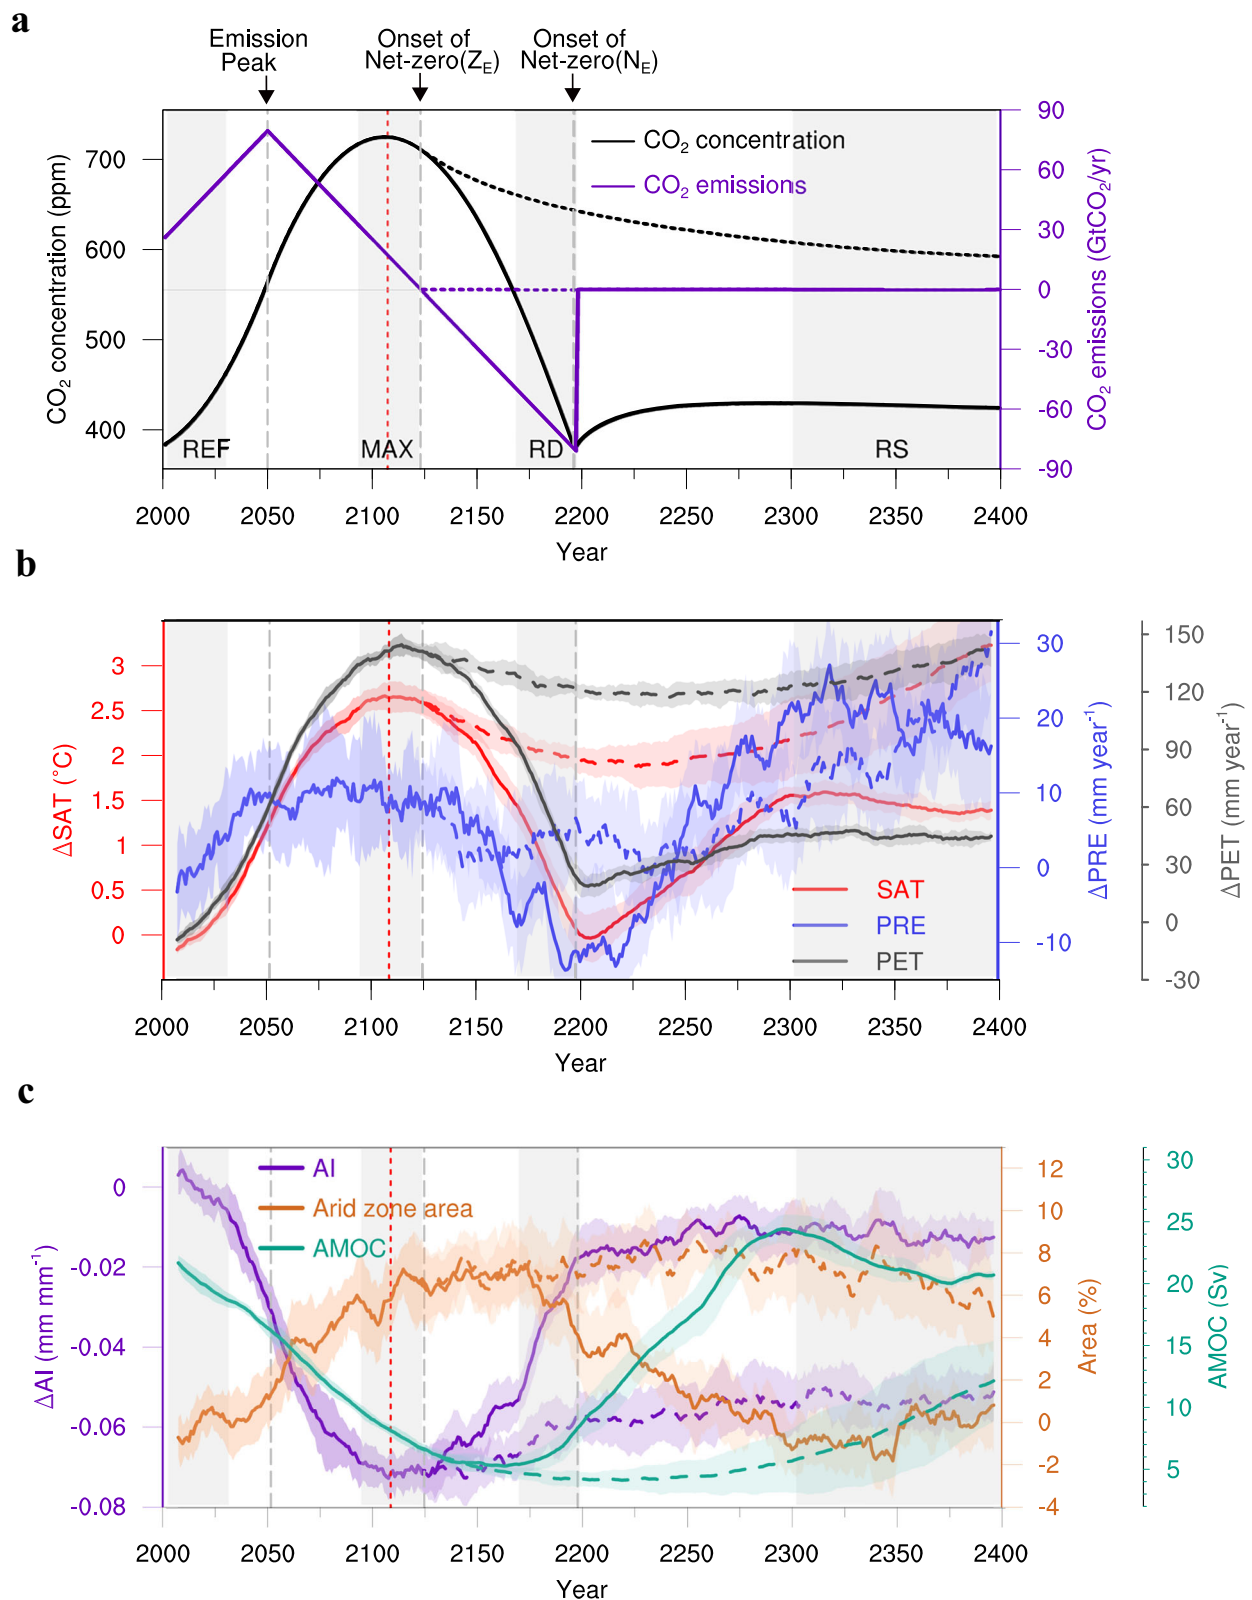 a
Emission
Peak
Onset of
Net-zero(ZE)
Onset of
Net-zero(NE)
CO2 concentration (ppm)
700
600
500
400
CO2 concentration
CO2 emissions
REF
MAX
RD
RS
90
60
30
0
-30
-60
-90
CO2 emissions (GtCO2/yr)
2000 2050 2100 2150 2200 2250 2300 2350 2400
Year
b
ΔSAT (°C)
3
2.5
2
1.5
1
0.5
0
SAT
PRE
PET
30
20
10
0
-10
ΔPRE (mm year-1)
150
120
90
60
30
0
-30
ΔPET (mm year-1)
2000 2050 2100 2150 2200 2250 2300 2350 2400
Year
c
ΔAI (mm mm-1)
0
-0.02
-0.04
-0.06
-0.08
AI
Arid zone area
AMOC
12
10
8
6
4
2
0
-2
-4
Area (%)
30
25
20
15
10
5
AMOC (Sv)
2000 2050 2100 2150 2200 2250 2300 2350 2400
Year